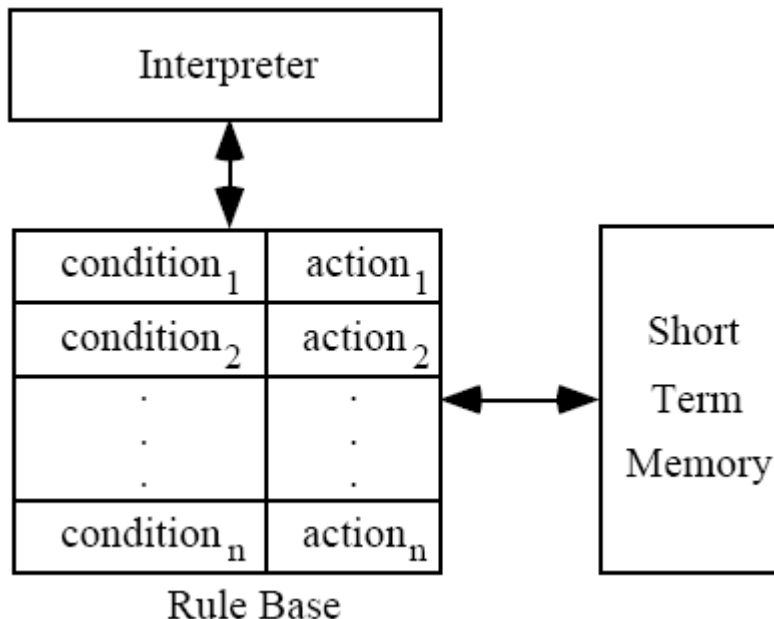 Interpreter
condition₁ action₁
condition₂ action₂
. .
. .
. .
conditionₙ actionₙ
Rule Base
Short
Term
Memory